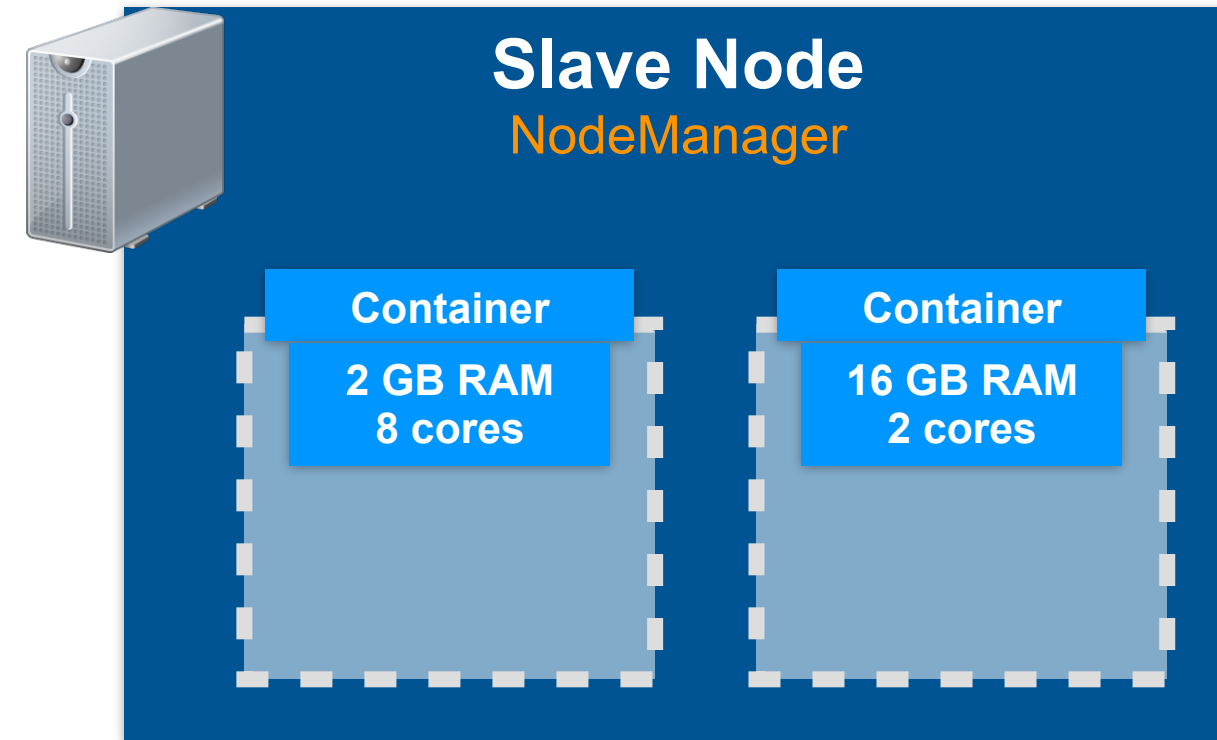 Slave Node
NodeManager
Container
2 GB RAM
8 cores
Container
16 GB RAM
2 cores